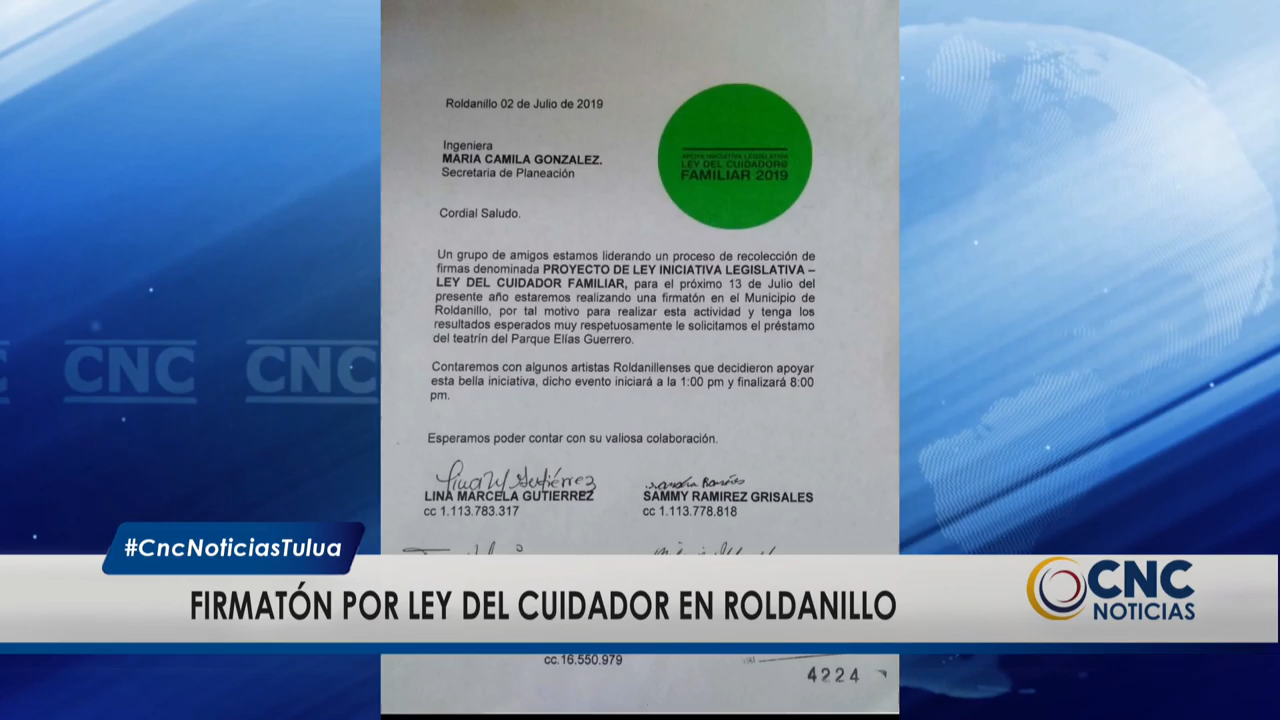 Roldanillo 02 de Julio de 2019
APOYA INICIATIVA LEGISLATIVA
LEY DEL CUIDADOR@
FAMILIAR 2019
Ingeniera
MARIA CAMILA GONZALEZ.
Secretaria de Planeación
Cordial Saludo.
Un grupo de amigos estamos liderando un proceso de recolección de
firmas denominada PROYECTO DE LEY INICIATIVA LEGISLATIVA –
LEY DEL CUIDADOR FAMILIAR, para el próximo 13 de Julio del
presente año estaremos realizando una firmatón en el Municipio de
Roldanillo, por tal motivo para realizar esta actividad y tenga los
resultados esperados muy respetuosamente le solicitamos el préstamo
del teatrín del Parque Elías Guerrero.
Contaremos con algunos artistas Roldanillenses que decidieron apoyar
esta bella iniciativa, dicho evento iniciará a la 1:00 pm y finalizará 8:00
pm.
Esperamos poder contar con su valiosa colaboración.
Lina M Gutiérrez
LINA MARCELA GUTIERREZ
cc 1.113.783.317
SAMMY RAMIREZ GRISALES
cc 1.113.778.818
CNC CNC
#CncNoticiasTulua
FIRMATÓN POR LEY DEL CUIDADOR EN ROLDANILLO
CNC
NOTICIAS
cc.16.550.979
4224